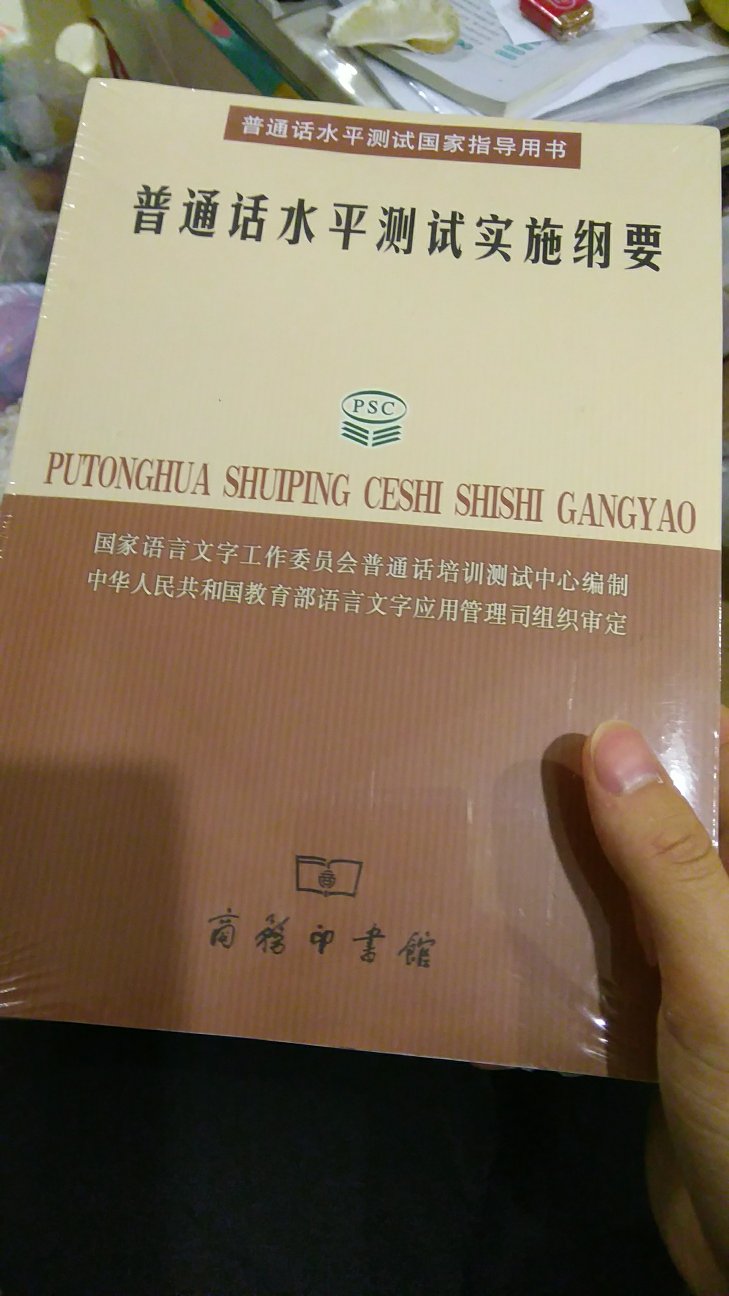 普通话水平测试国家指导用书
普通话水平测试实施纲要
PSC
PUTONGHUA SHUIPING CESHI SHISHI GANGYAO
国家语言文字工作委员会普通话培训测试中心编制
中华人民共和国教育部语言文字应用管理司组织审定
商務印書館